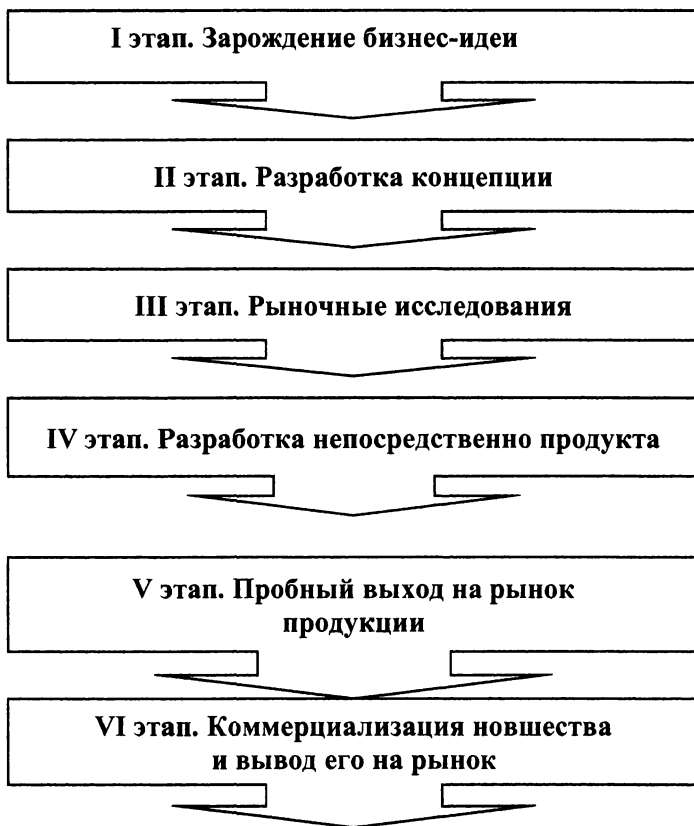 I этап. Зарождение бизнес-идеи
II этап. Разработка концепции
III этап. Рыночные исследования
IV этап. Разработка непосредственно продукта
V этап. Пробный выход на рынок
продукции
VI этап. Коммерциализация новшества
и вывод его на рынок